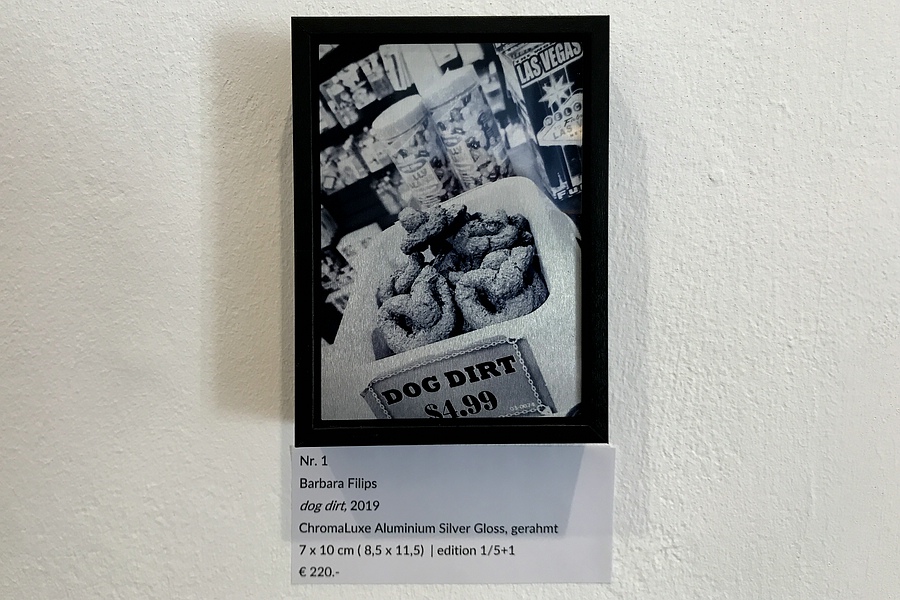 LAS VEGAS
DOG DIRT
$4.99
Nr. 1
Barbara Filips
dog dirt, 2019
ChromaLuxe Aluminium Silver Gloss, gerahmt
7 x 10 cm ( 8,5 x 11,5) | edition 1/5+1
€ 220.-